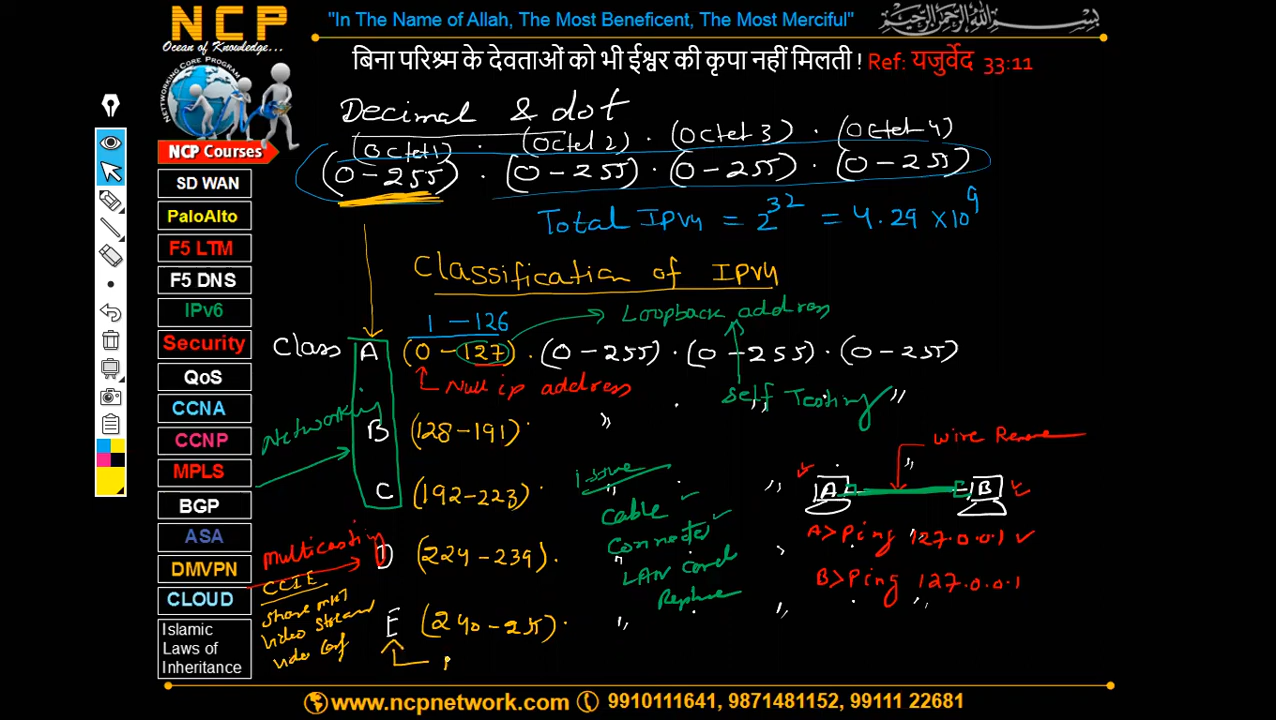 NCP
Ocean of Knowledge...
"In The Name of Allah, The Most Beneficent, The Most Merciful"
बिना परिश्रम के देवताओं को भी ईश्वर की कृपा नहीं मिलती ! Ref: यजुर्वेद 33:11
NETWORKING CORE PROGRAM
NCP Courses
SD WAN
PaloAlto
F5 LTM
F5 DNS
IPv6
Security
QoS
CCNA
CCNP
MPLS
BGP
ASA
DMVPN
CLOUD
Islamic
Laws of
Inheritance
Decimal & dot
(Octet 1) . (Octet 2) . (Octet 3) . (Octet 4)
(0-255) . (0-255) . (0-255) . (0-255)
Total IPv4 = 2^32 = 4.29 ×10^9
Classification of IPv4
1 - 126
Loopback address
Class A (0-127) . (0-255) . (0-255) . (0-255)
Null ip address
Self Testing
Networking
B (128-191) . " . " . "
C (192-223) . " . " . "
Multicasting
D (224-239) . " . " . "
CCIE
Share mkt
Video Stream
Video Conf
E (240-255) . " . " . "
issue
Cable
Connector
LAN card
Replace
wire
A
B
A>Ping 127.0.0.1
B>Ping 127.0.0.1
www.ncpnetwork.com 9910111641, 9871481152, 99111 22681